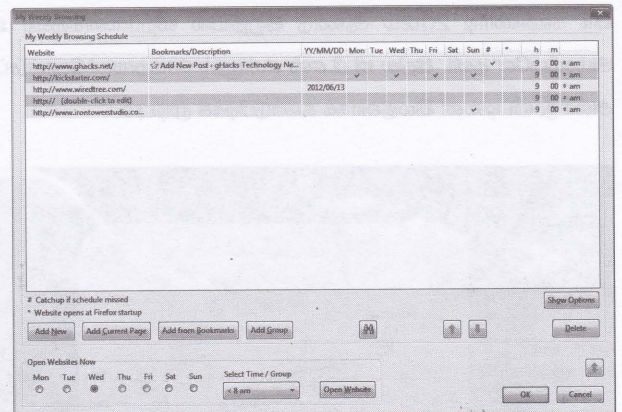 My Weekly Browsing
My Weekly Browsing Schedule
Website Bookmarks/Description YY/MM/DD Mon Tue Wed Thu Fri Sat Sun # * h m
http://www.ghacks.net/ Add New Post ‹ gHacks Technology Ne... ✓ 9 00 am
http://kickstarter.com/ ✓ ✓ ✓ ✓ 9 00 am
http://www.wiredtree.com/ 2012/06/13 9 00 am
http:// (double-click to edit) 9 00 am
http://www.irontowerstudio.co... ✓ 9 00 am
# Catchup if schedule missed
Show Options
* Website opens at Firefox startup
Add New Add Current Page Add from Bookmarks Add Group Delete
Open Websites Now
Mon Tue Wed Thu Fri Sat Sun Select Time / Group
< 8 am Open Website
OK Cancel